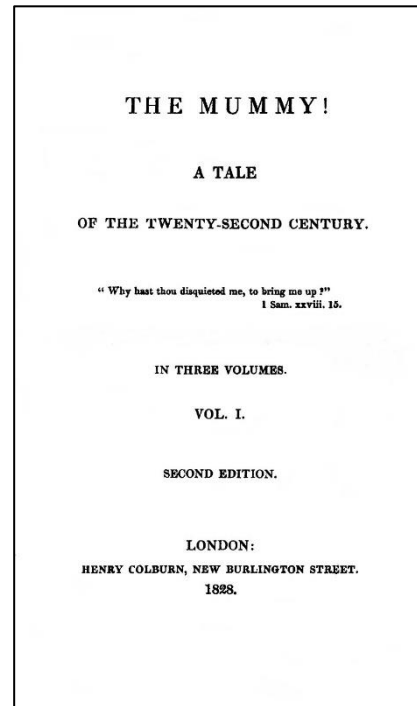 THE MUMMY!
A TALE
OF THE TWENTY-SECOND CENTURY.
“ Why hast thou disquieted me, to bring me up ?”
1 Sam. xxviii. 15.
IN THREE VOLUMES.
VOL. I.
SECOND EDITION.
LONDON:
HENRY COLBURN, NEW BURLINGTON STREET.
1828.